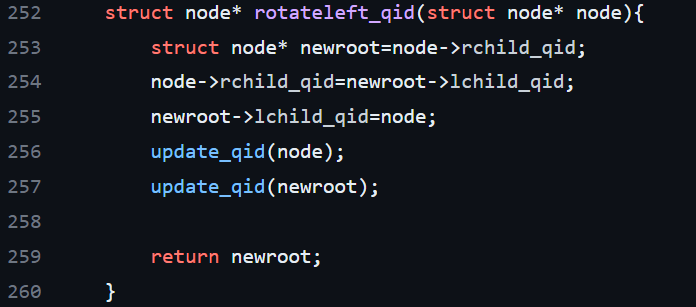 252 struct node* rotateleft_qid(struct node* node){
253 struct node* newroot=node->rchild_qid;
254 node->rchild_qid=newroot->lchild_qid;
255 newroot->lchild_qid=node;
256 update_qid(node);
257 update_qid(newroot);
258
259 return newroot;
260 }